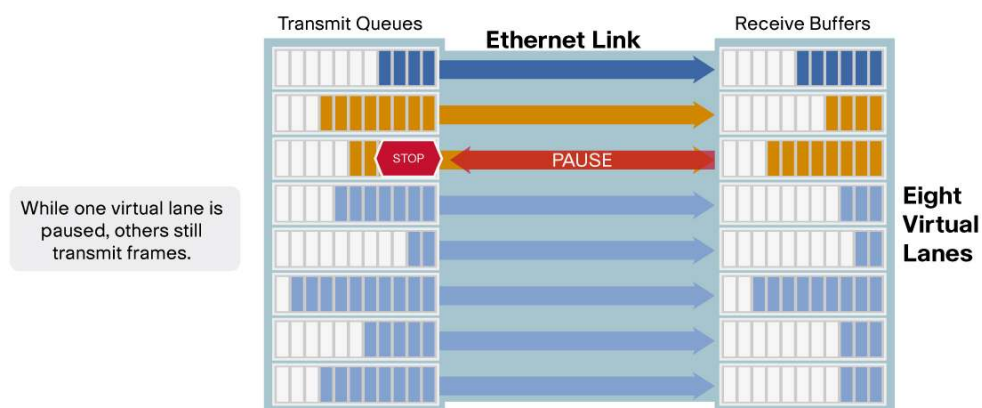 Transmit Queues
Ethernet Link
Receive Buffers
STOP
PAUSE
While one virtual lane is
paused, others still
transmit frames.
Eight
Virtual
Lanes